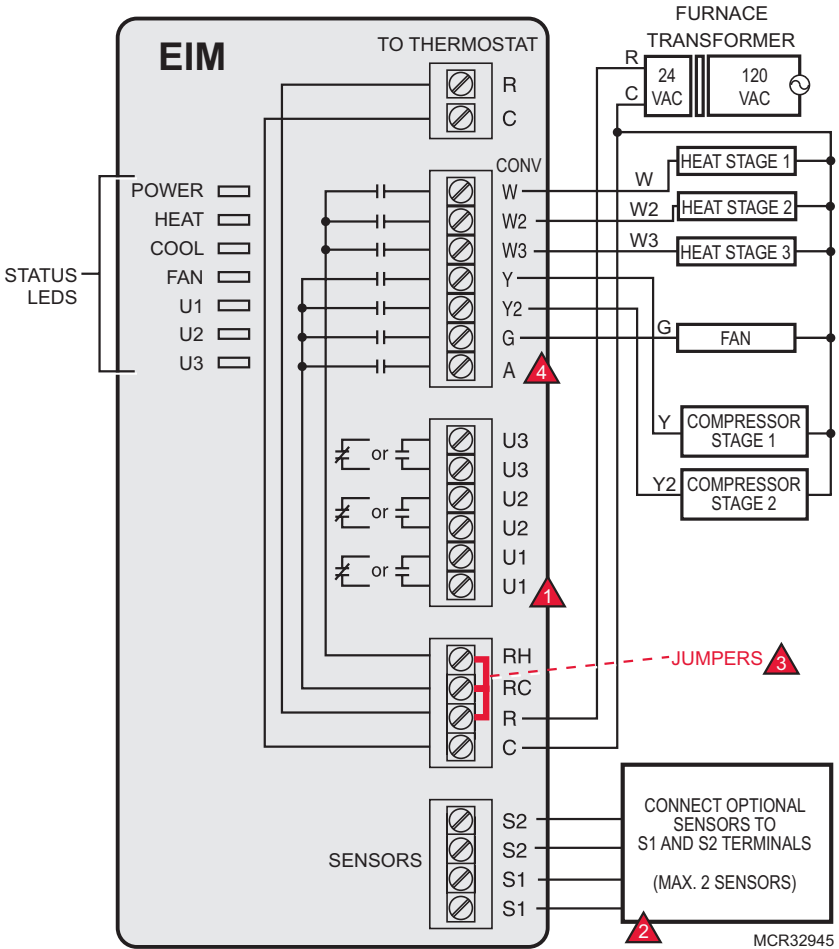 EIM
TO THERMOSTAT
R
C
FURNACE
TRANSFORMER
R
C
24
VAC
120
VAC
STATUS
LEDS
POWER
HEAT
COOL
FAN
U1
U2
U3
CONV
W
W2
W3
Y
Y2
G
A
4
W
W2
W3
G
Y
Y2
HEAT STAGE 1
HEAT STAGE 2
HEAT STAGE 3
FAN
COMPRESSOR
STAGE 1
COMPRESSOR
STAGE 2
or
or
or
U3
U3
U2
U2
U1
U1
1
RH
RC
R
C
JUMPERS
3
SENSORS
S2
S2
S1
S1
CONNECT OPTIONAL
SENSORS TO
S1 AND S2 TERMINALS
(MAX. 2 SENSORS)
2
MCR32945